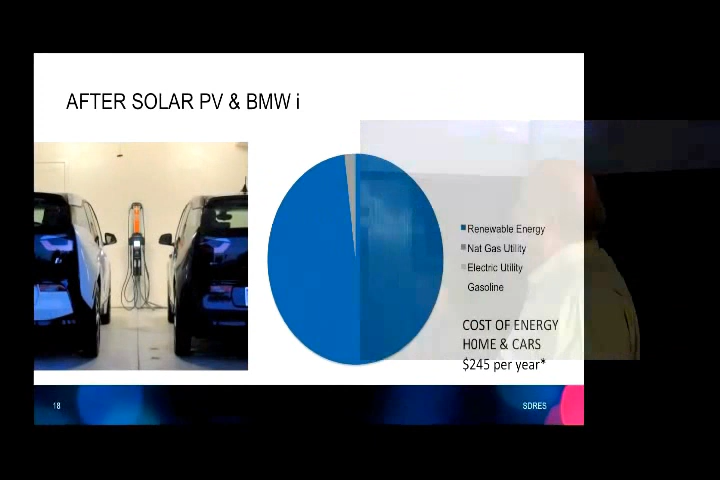 AFTER SOLAR PV & BMW i
Renewable Energy
Nat Gas Utility
Electric Utility
Gasoline
COST OF ENERGY
HOME & CARS
$245 per year*
18
SDRES